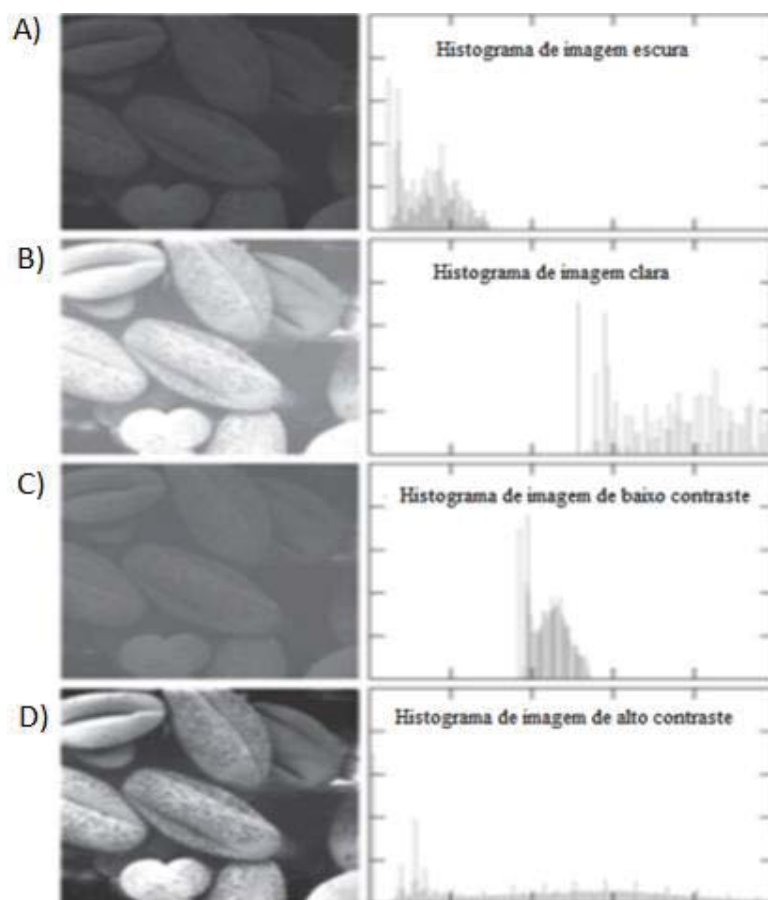 A)
Histograma de imagem escura
B)
Histograma de imagem clara
C)
Histograma de imagem de baixo contraste
D)
Histograma de imagem de alto contraste